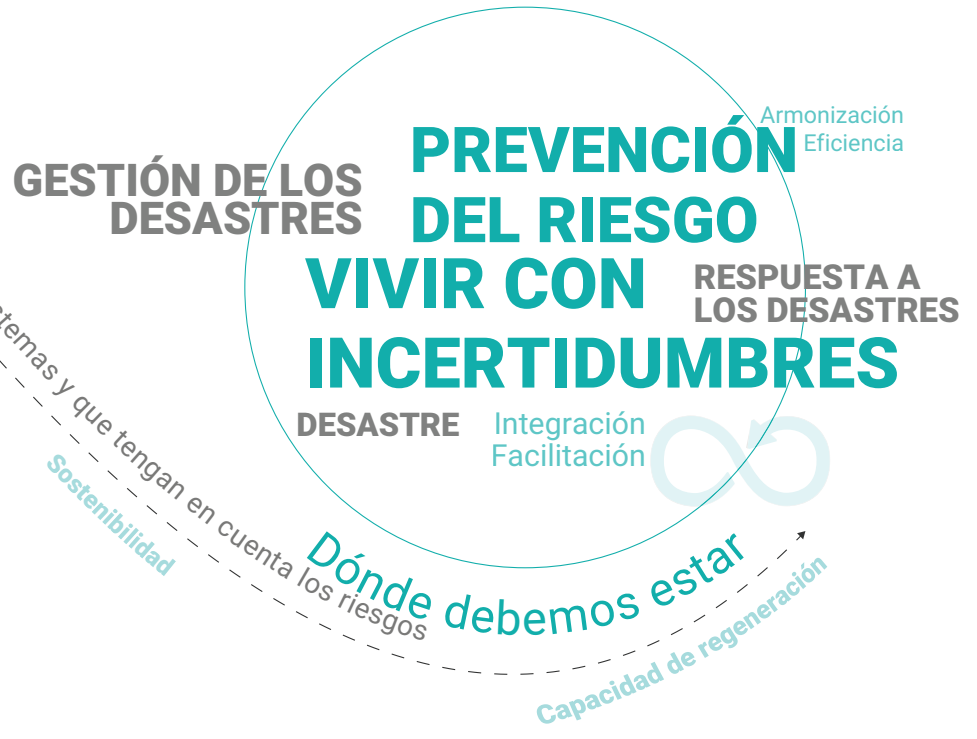 Armonización
Eficiencia
PREVENCIÓN
DEL RIESGO
GESTIÓN DE LOS
DESASTRES
VIVIR CON
INCERTIDUMBRES
RESPUESTA A
LOS DESASTRES
DESASTRE
Integración
Facilitación
y que tengan en cuenta los riesgos
Sostenibilidad
Dónde debemos estar
Capacidad de regeneración